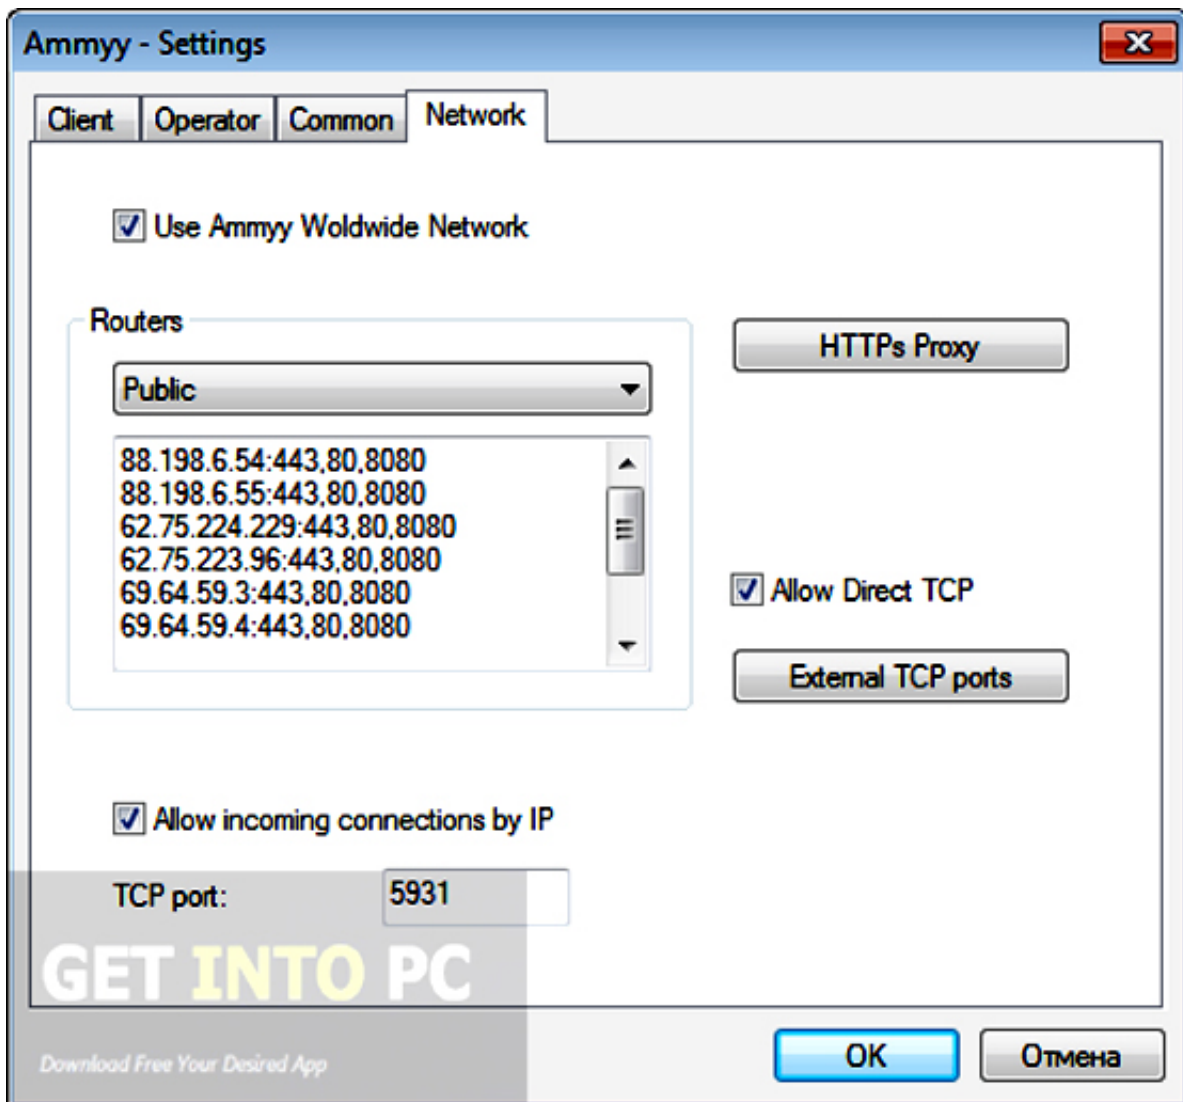 Ammyy - Settings
Client Operator Common Network
Use Ammyy Woldwide Network
Routers
Public
88.198.6.54:443,80,8080
88.198.6.55:443,80,8080
62.75.224.229:443,80,8080
62.75.223.96:443,80,8080
69.64.59.3:443,80,8080
69.64.59.4:443,80,8080
HTTPs Proxy
Allow Direct TCP
External TCP ports
Allow incoming connections by IP
TCP port: 5931
GET INTO PC
Download Free Your Desired App
OK Отмена